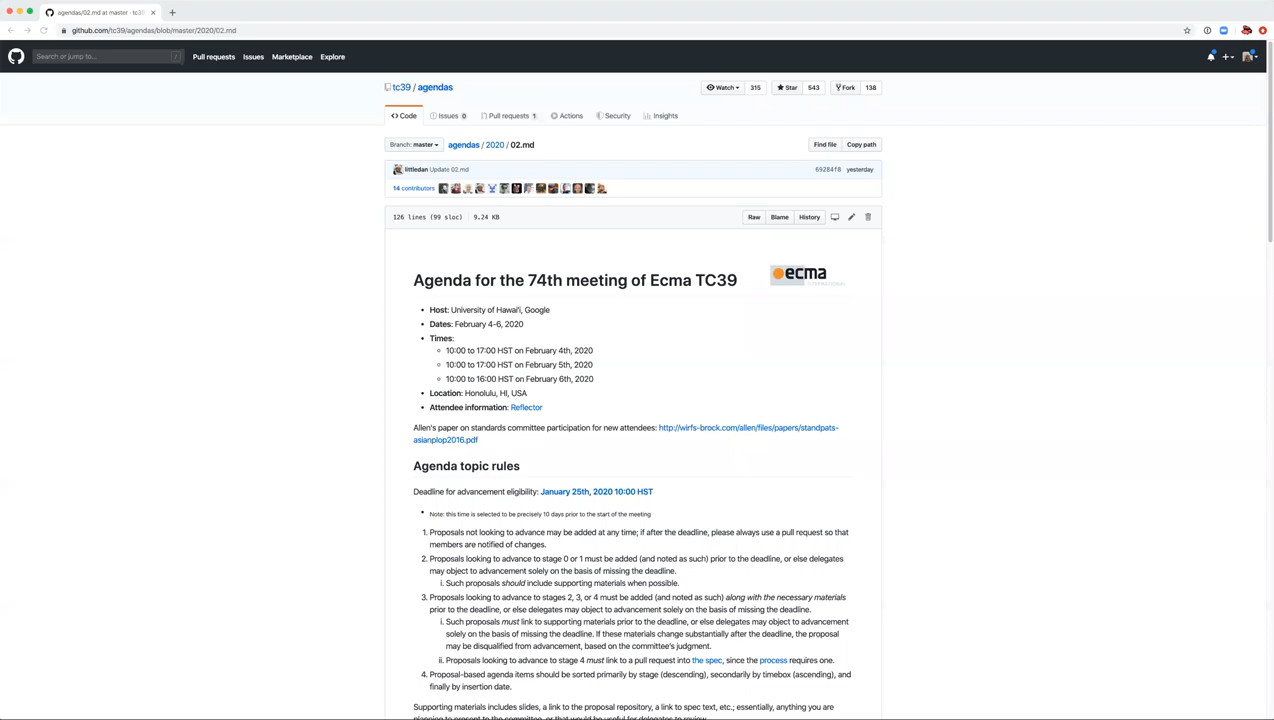 agendas/02.md at master · tc39
github.com/tc39/agendas/blob/master/2020/02.md
Search or jump to...
/
Pull requests
Issues
Marketplace
Explore
tc39 / agendas
Watch
315
Star
543
Fork
138
Code
Issues 0
Pull requests 1
Actions
Security
Insights
Branch: master
agendas / 2020 / 02.md
Find file
Copy path
littledan Update 02.md
69284f8 yesterday
14 contributors
126 lines (99 sloc)
9.24 KB
Raw
Blame
History
Agenda for the 74th meeting of Ecma TC39
ecma
• Host: University of Hawai'i, Google
• Dates: February 4-6, 2020
• Times:
10:00 to 17:00 HST on February 4th, 2020
10:00 to 17:00 HST on February 5th, 2020
10:00 to 16:00 HST on February 6th, 2020
• Location: Honolulu, HI, USA
• Attendee information: Reflector
Allen's paper on standards committee participation for new attendees: http://wirfs-brock.com/allen/files/papers/standpats-
asianplop2016.pdf
Agenda topic rules
Deadline for advancement eligibility: January 25th, 2020 10:00 HST
• Note: this time is selected to be precisely 10 days prior to the start of the meeting
1. Proposals not looking to advance may be added at any time; if after the deadline, please always use a pull request so that
members are notified of changes.
2. Proposals looking to advance to stage 0 or 1 must be added (and noted as such) prior to the deadline, or else delegates
may object to advancement solely on the basis of missing the deadline.
i. Such proposals should include supporting materials when possible.
3. Proposals looking to advance to stages 2, 3, or 4 must be added (and noted as such) along with the necessary materials
prior to the deadline, or else delegates may object to advancement solely on the basis of missing the deadline.
i. Such proposals must link to supporting materials prior to the deadline, or else delegates may object to advancement
solely on the basis of missing the deadline. If these materials change substantially after the deadline, the proposal
may be disqualified from advancement, based on the committee's judgment.
ii. Proposals looking to advance to stage 4 must link to a pull request into the spec, since the process requires one.
4. Proposal-based agenda items should be sorted primarily by stage (descending), secondarily by timebox (ascending), and
finally by insertion date.
Supporting materials includes slides, a link to the proposal repository, a link to spec text, etc.; essentially, anything you are
planning to present to the committee, or that would be useful for delegates to review.